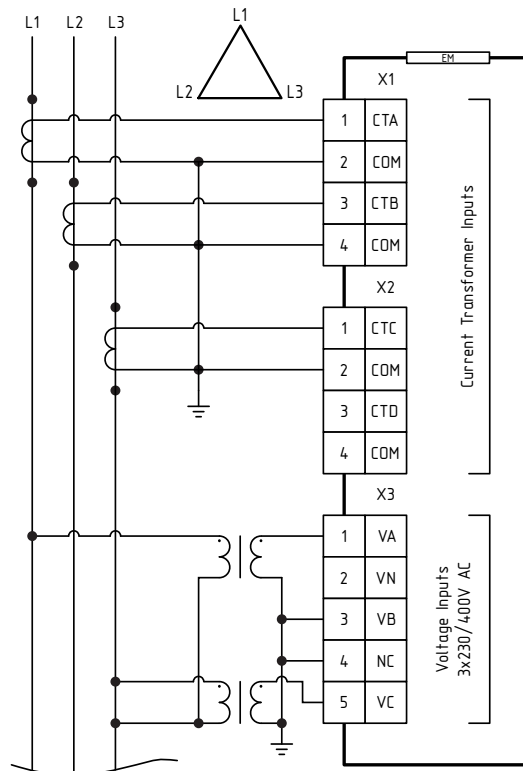 L1 L2 L3
L1
L2 L3
EM
X1
1 CTA
2 COM
3 CTB
4 COM
X2
1 CTC
2 COM
3 CTD
4 COM
Current Transformer Inputs
X3
1 VA
2 VN
3 VB
4 NC
5 VC
Voltage Inputs
3x230/400V AC